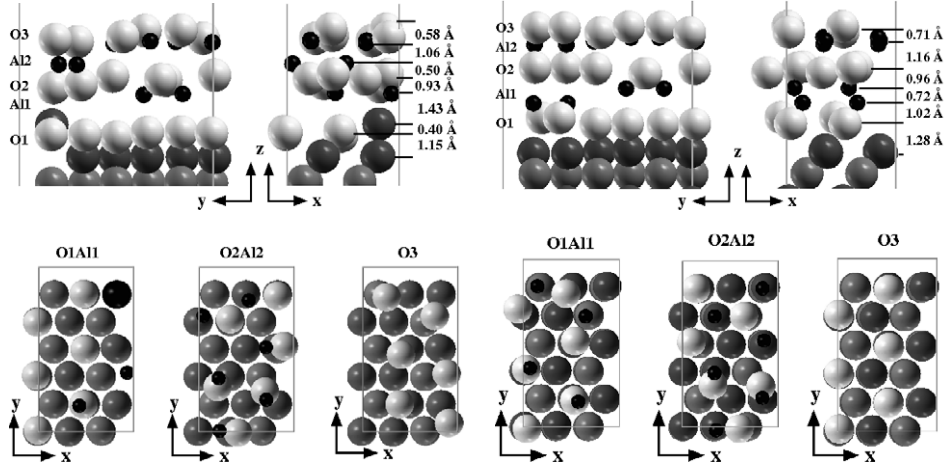 O3
Al2
O2
Al1
O1
0.58 Å
1.06 Å
0.50 Å
0.93 Å
1.43 Å
0.40 Å
1.15 Å
z
y
x
O3
Al2
O2
Al1
O1
0.71 Å
1.16 Å
0.96 Å
0.72 Å
1.02 Å
1.28 Å
z
y
x
O1Al1
O2Al2
O3
y
x
y
x
y
x
O1Al1
O2Al2
O3
y
x
y
x
y
x